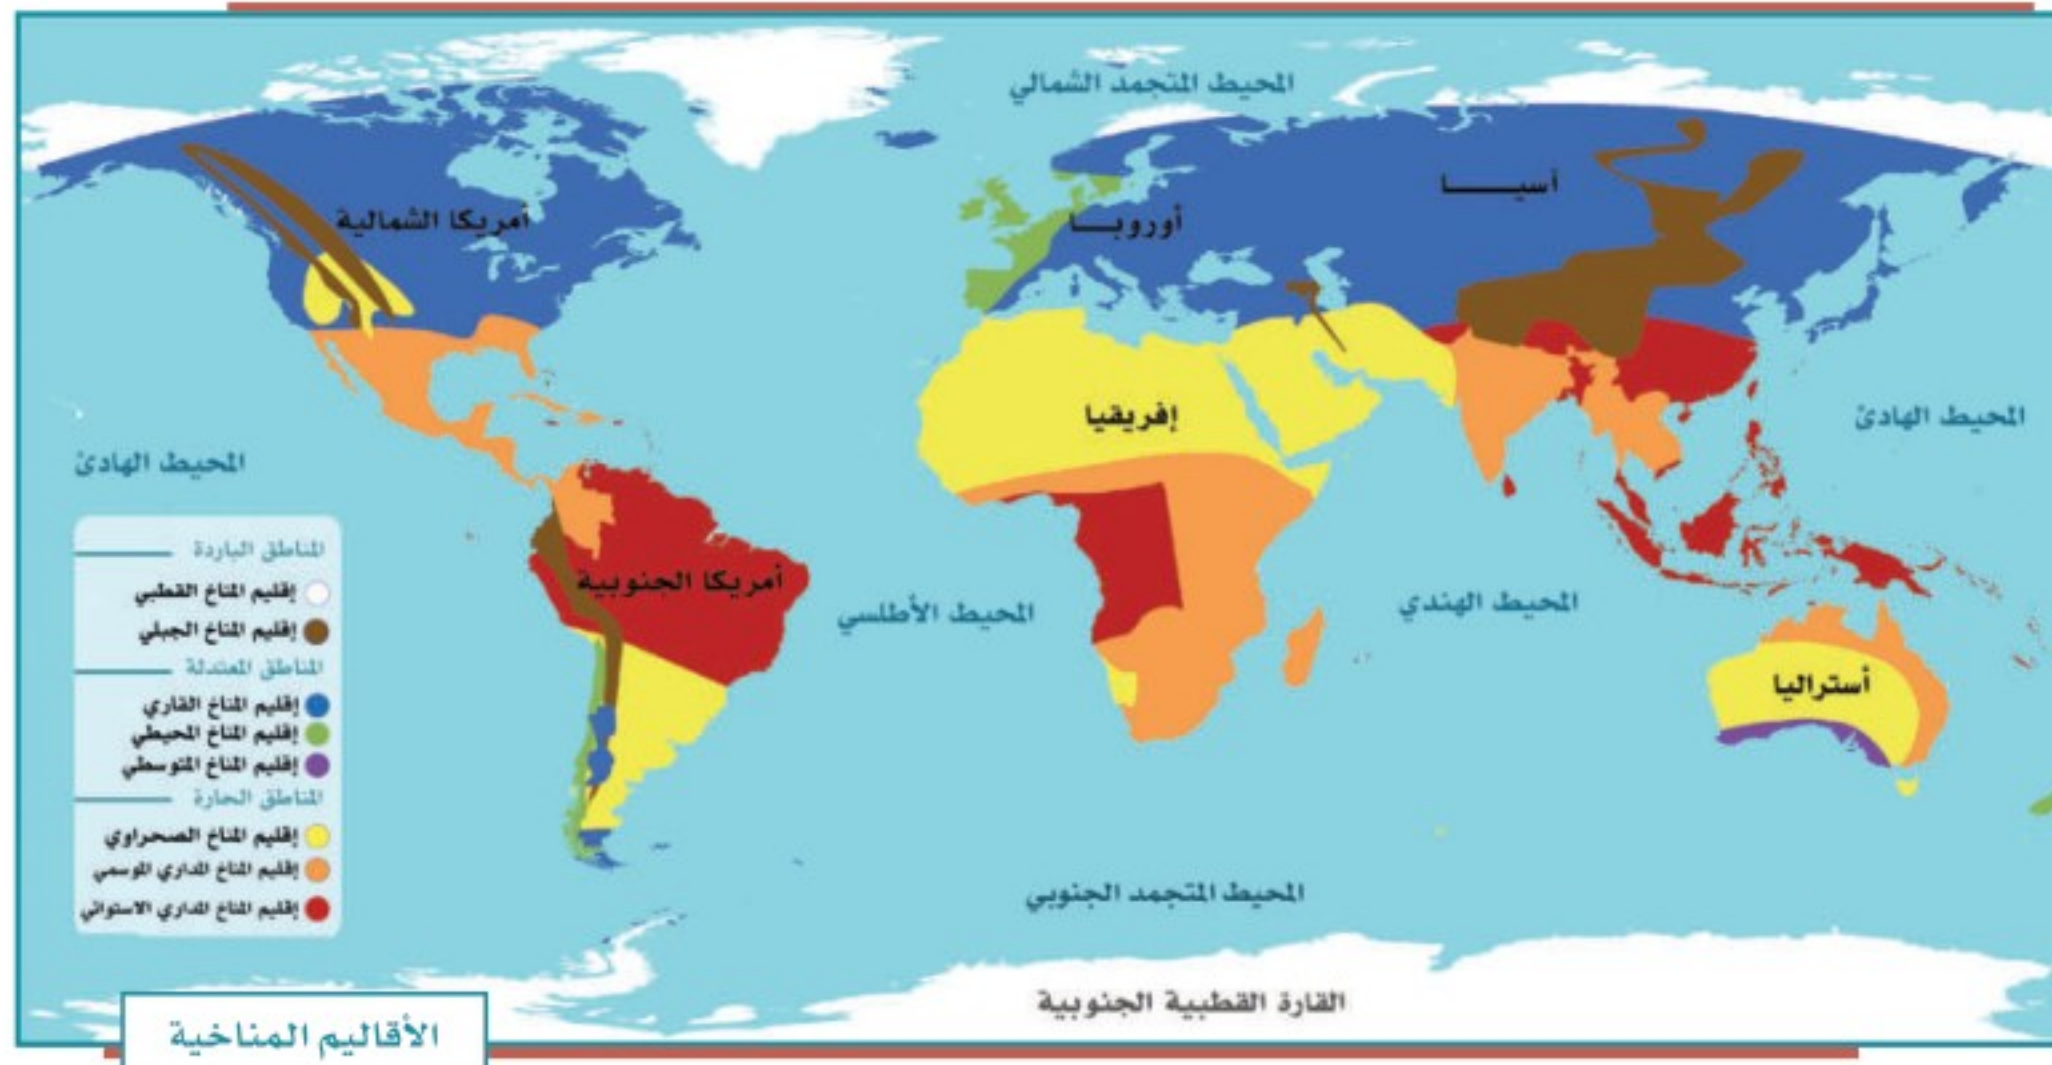 المحيط المتجمد الشمالي
أسيـــــا
أمريكا الشمالية
أوروبـــا
إفريقيا
المحيط الهادئ
المحيط الهادئ
أمريكا الجنوبية
المحيط الأطلسي
المحيط الهندي
أستراليا
المناطق الباردة
إقليم المناخ القطبي
إقليم المناخ الجبلي
المناطق المعتدلة
إقليم المناخ القاري
إقليم المناخ المحيطي
إقليم المناخ المتوسطي
المناطق الحارة
إقليم المناخ الصحراوي
إقليم المناخ المداري الموسمي
إقليم المناخ المداري الاستوائي
المحيط المتجمد الجنوبي
القارة القطبية الجنوبية
الأقاليم المناخية